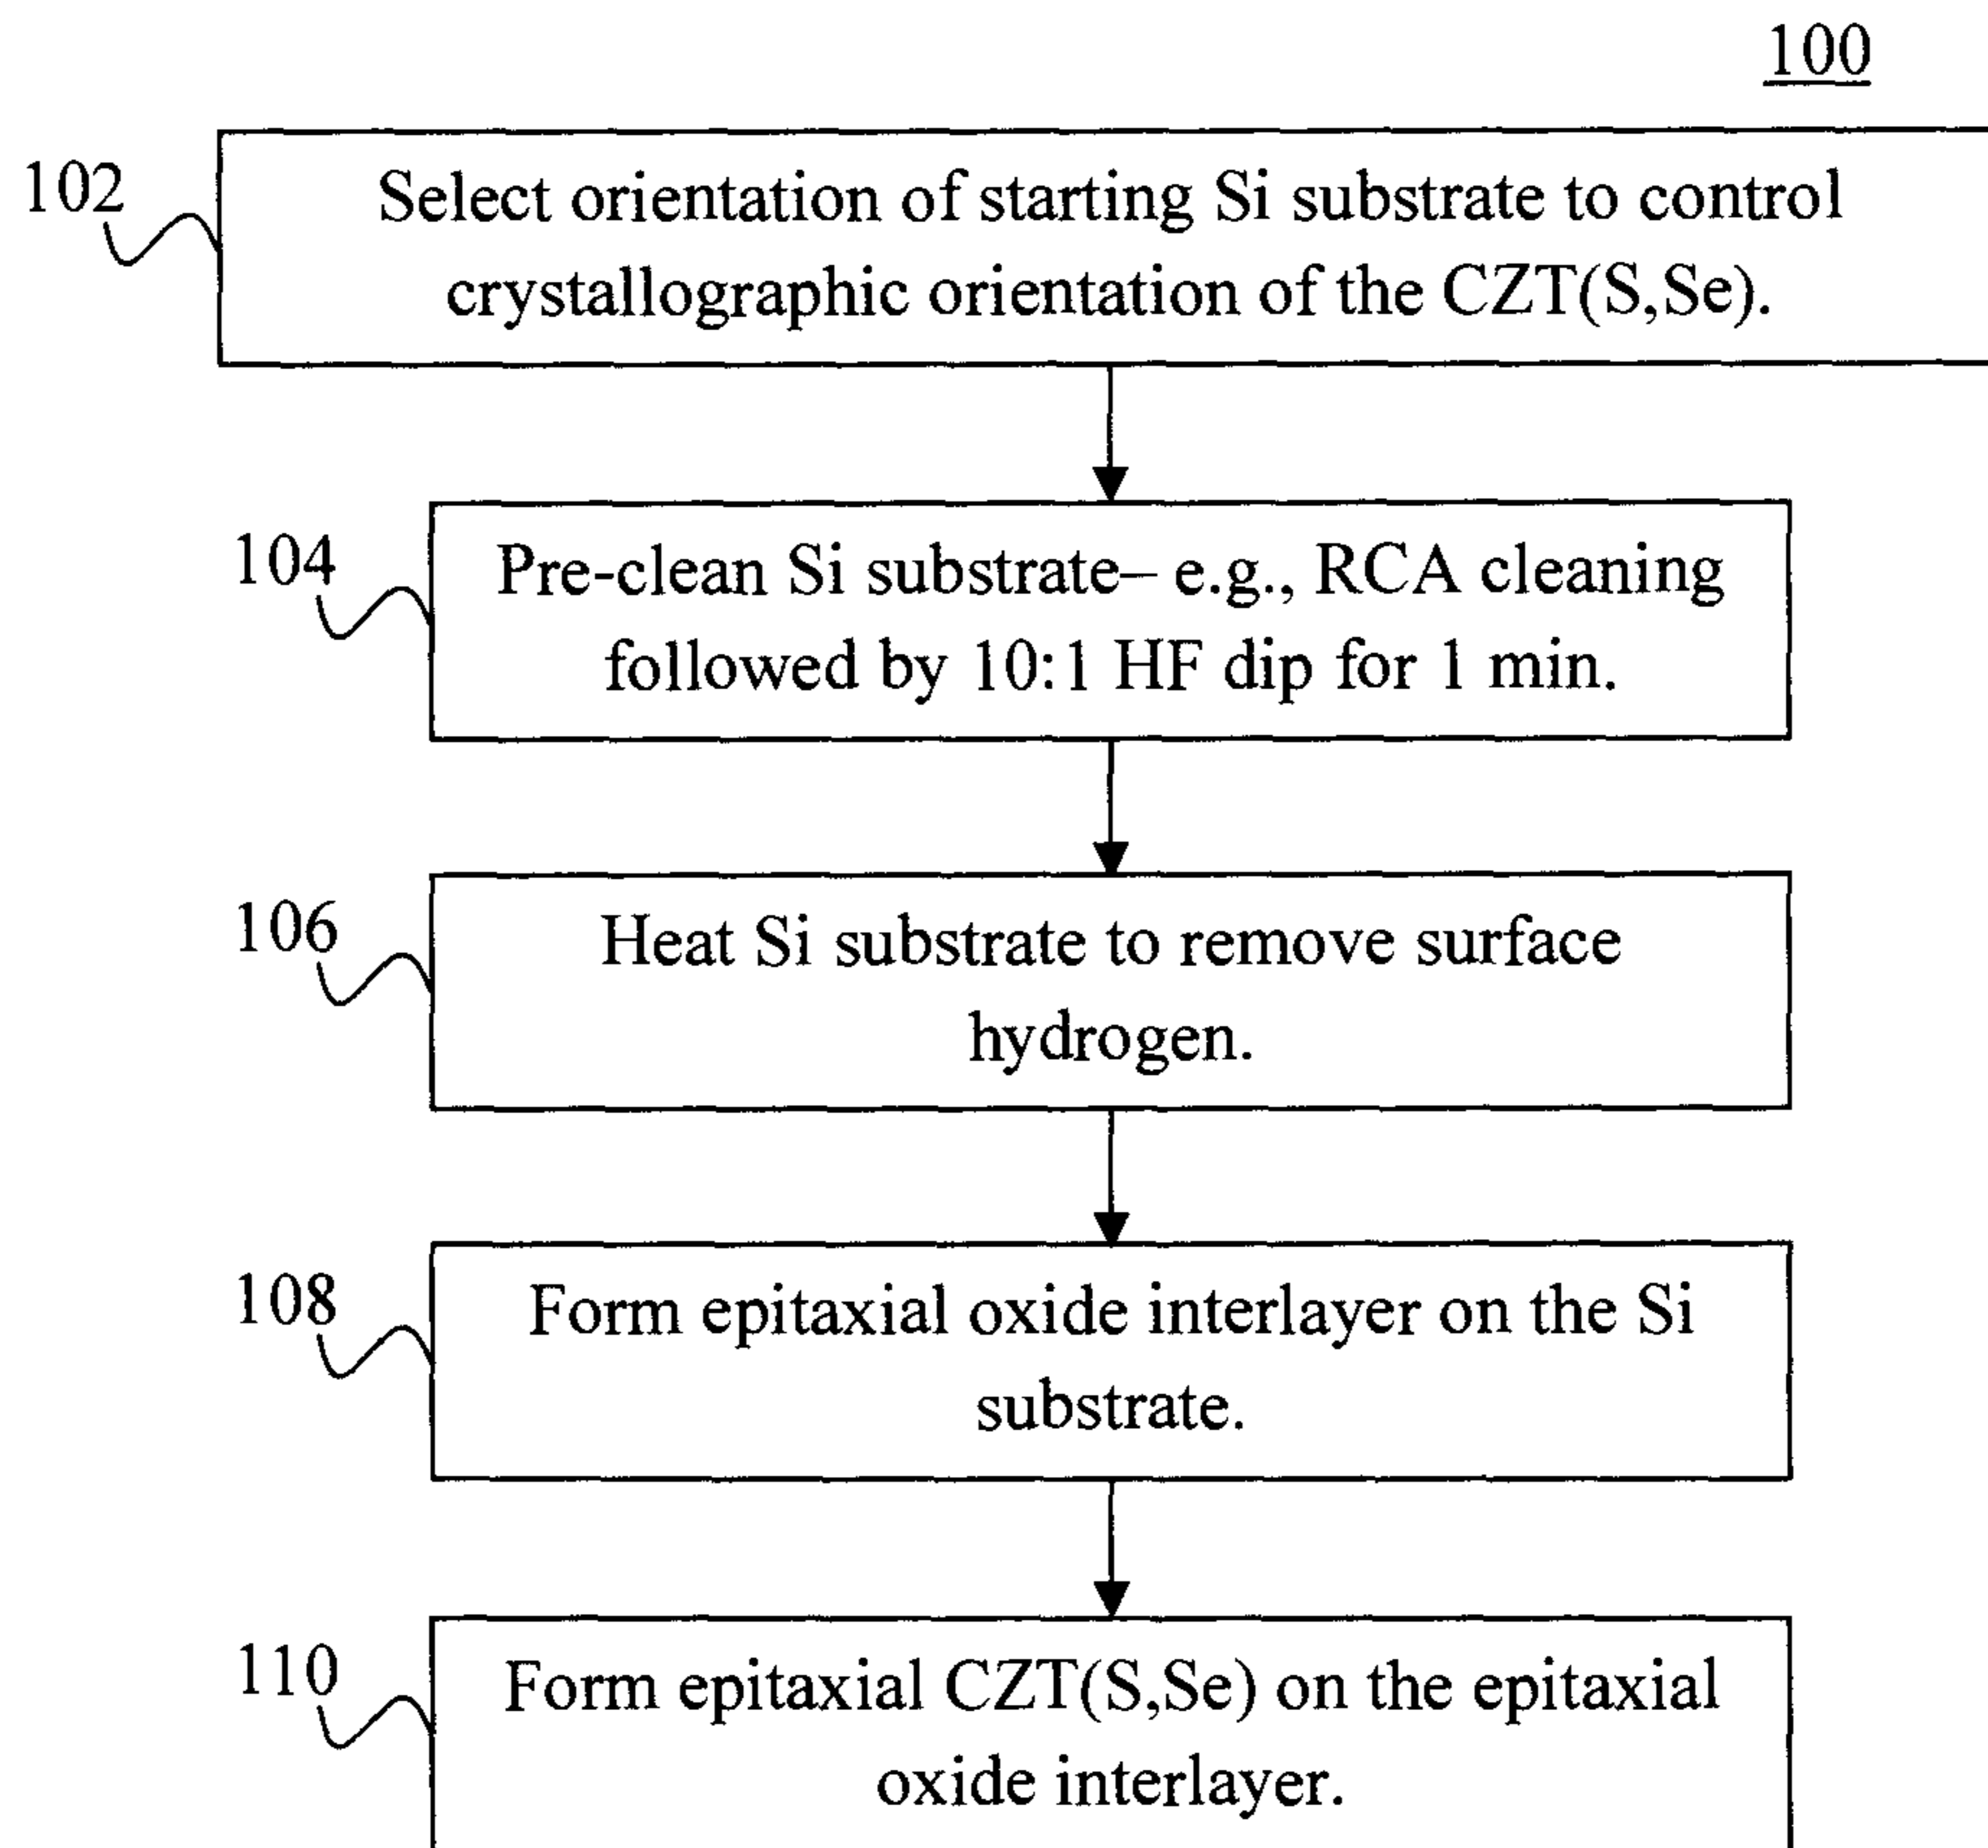 100
102
Select orientation of starting Si substrate to control
crystallographic orientation of the CZT(S,Se).
104
Pre-clean Si substrate– e.g., RCA cleaning
followed by 10:1 HF dip for 1 min.
106
Heat Si substrate to remove surface
hydrogen.
108
Form epitaxial oxide interlayer on the Si
substrate.
110
Form epitaxial CZT(S,Se) on the epitaxial
oxide interlayer.